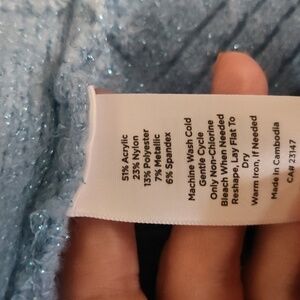 51% Acrylic
23% Nylon
13% Polyester
7% Metallic
6% Spandex
Machine Wash Cold
Gentle Cycle
Only Non-Chlorine
Bleach When Needed
Reshape, Lay Flat To
Dry
Warm Iron, If Needed
Made In Cambodia
CA# 23147